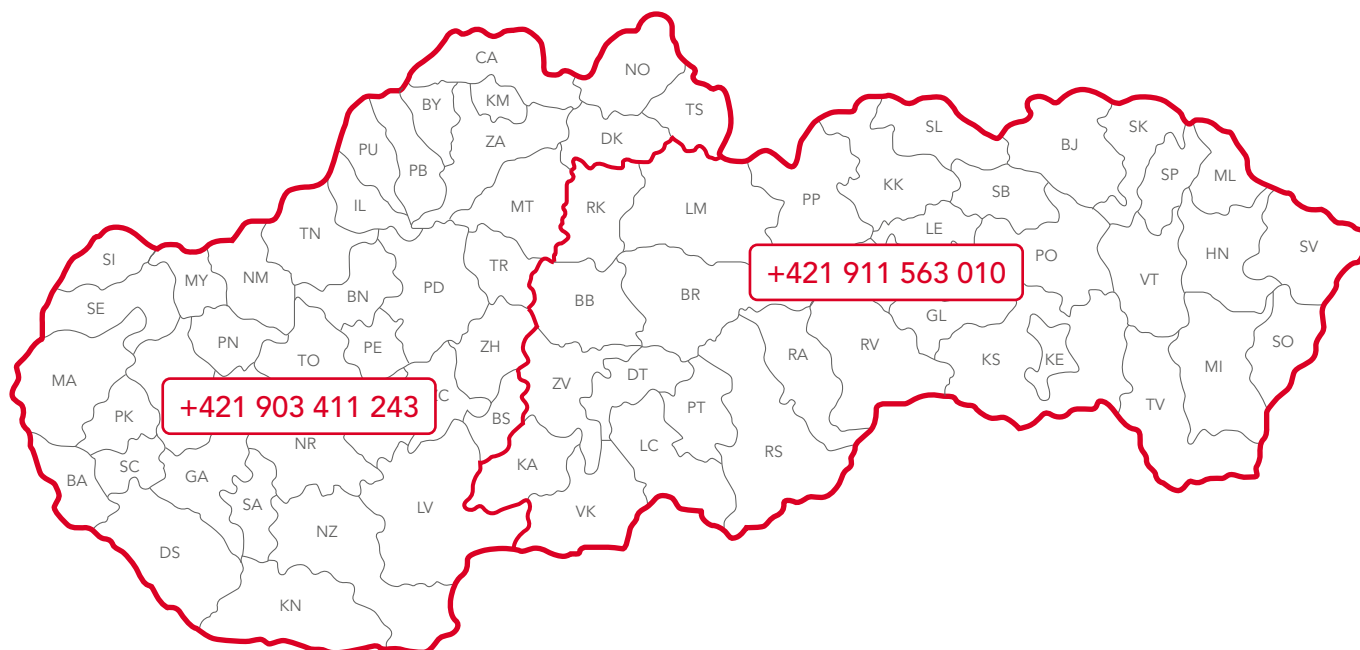 CA
NO
KM
BY
TS
SL
SK
DK
ZA
BJ
PU
PB
SP
ML
KK
SB
PP
IL
MT
RK
LM
LE
TN
SV
SI
TR
PO
HN
MY
NM
+421 911 563 010
VT
PD
BN
BB
BR
SE
GL
PN
PE
ZH
RV
SO
TO
RA
KS
KE
MI
MA
ZV
DT
C
+421 903 411 243
PT
TV
PK
BS
NR
LC
RS
SC
KA
BA
GA
SA
LV
VK
NZ
DS
KN